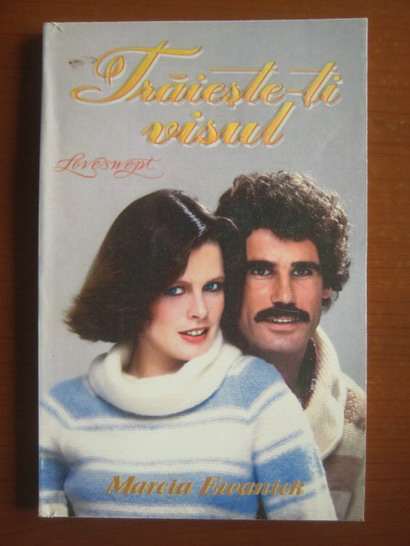 Trăiește-ți
visul
Loveswept
Marcia Evanick